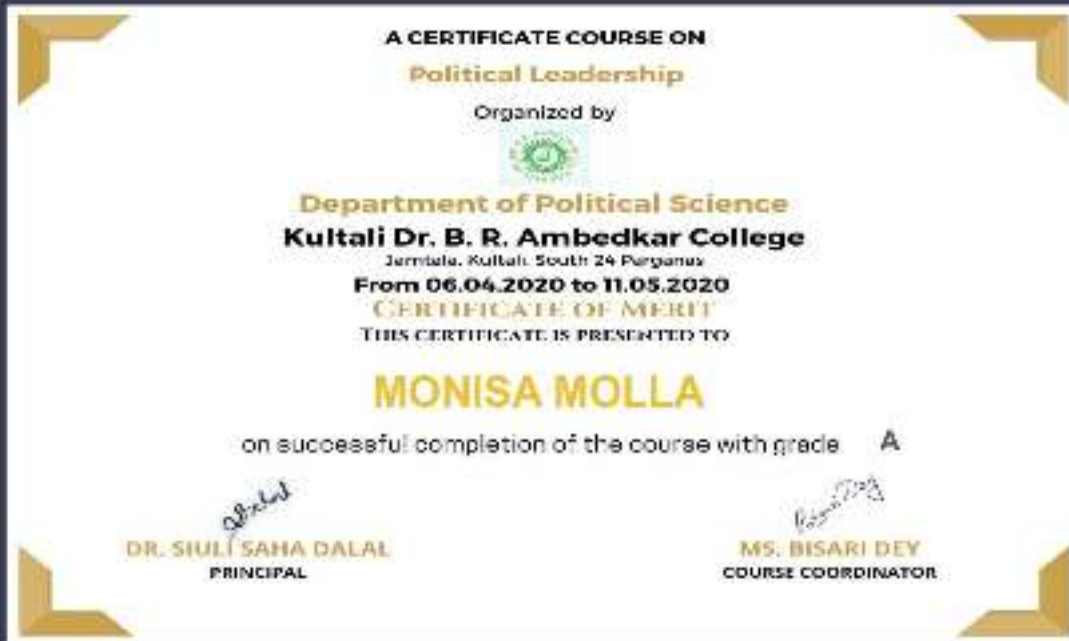 A CERTIFICATE COURSE ON
Political Leadership
Organized by
Department of Political Science
Kultali Dr. B. R. Ambedkar College
Jamtala, Kultali, South 24 Parganas
From 06.04.2020 to 11.05.2020
CERTIFICATE OF MERIT
THIS CERTIFICATE IS PRESENTED TO
MONISA MOLLA
on successful completion of the course with grade A
DR. SIULI SAHA DALAL
MS. BISARI DEY
PRINCIPAL
COURSE COORDINATOR